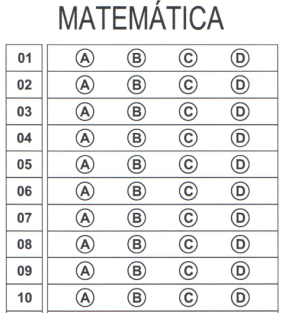 MATEMÁTICA
01 A B C D
02 A B C D
03 A B C D
04 A B C D
05 A B C D
06 A B C D
07 A B C D
08 A B C D
09 A B C D
10 A B C D